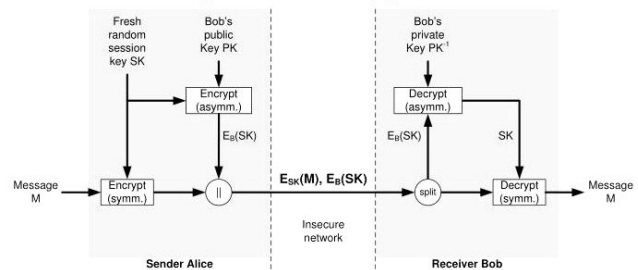 Fresh
random
session
key SK
Bob's
public
Key PK
Bob's
private
Key PK⁻¹
Encrypt
(asymm.)
Decrypt
(asymm.)
E_B(SK)
E_B(SK)
SK
Message
M
Encrypt
(symm.)
||
E_SK(M), E_B(SK)
split
Decrypt
(symm.)
Message
M
Insecure
network
Sender Alice
Receiver Bob